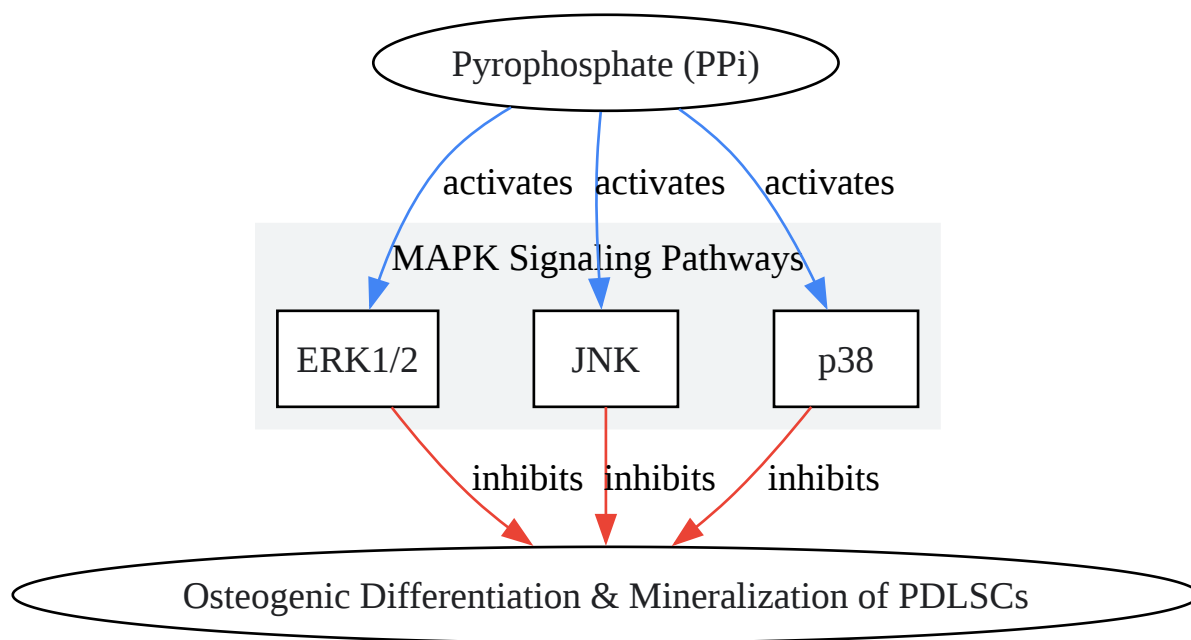 Pyrophosphate (PPi)
activates activates activates
MAPK Signaling Pathways
ERK1/2 JNK p38
inhibits inhibits inhibits
Osteogenic Differentiation & Mineralization of PDLSCs